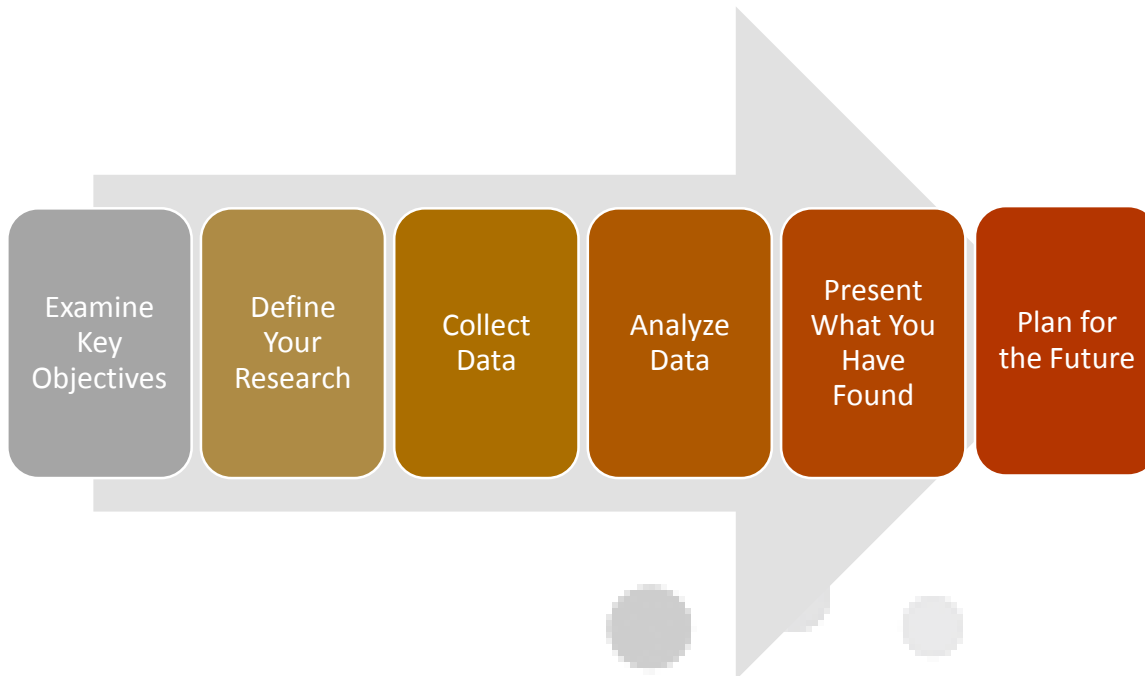 Examine
Key
Objectives
Define
Your
Research
Collect
Data
Analyze
Data
Present
What You
Have
Found
Plan for
the Future